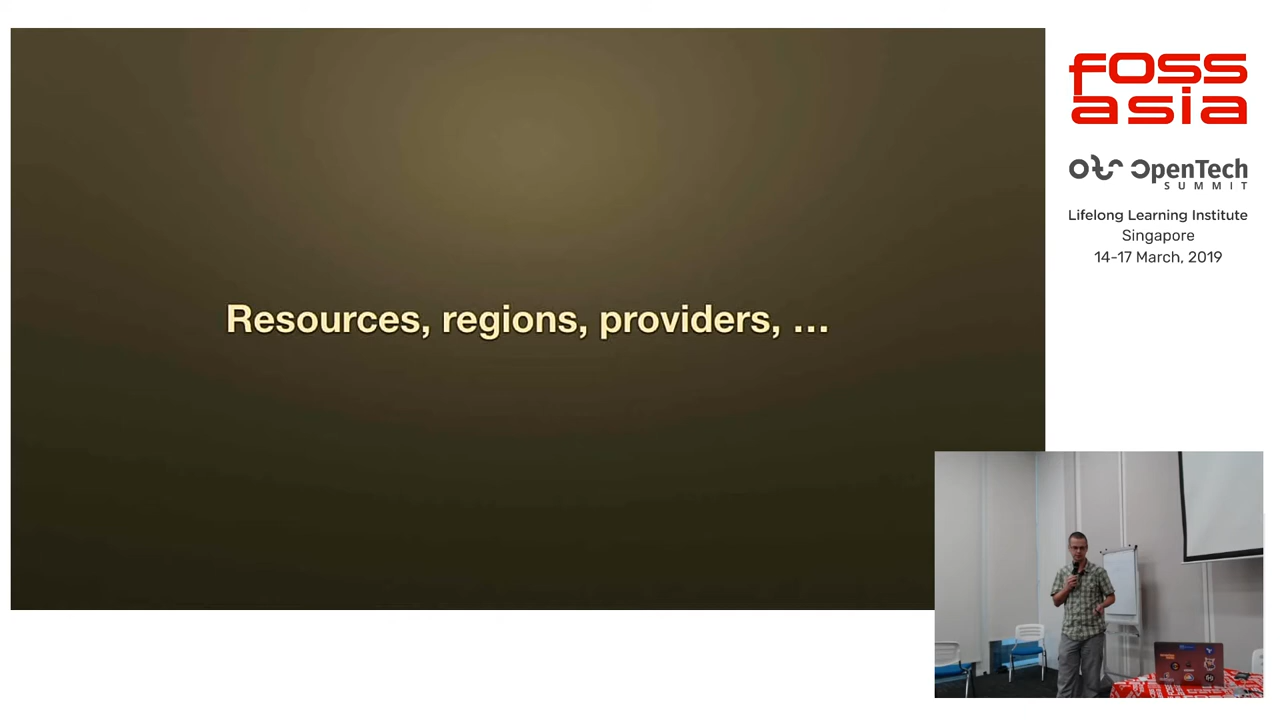 Resources, regions, providers, …
FOSS
ASIA
OpenTech
SUMMIT
Lifelong Learning Institute
Singapore
14-17 March, 2019